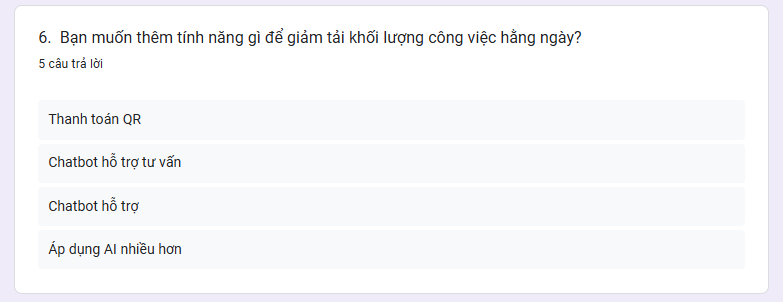 6. Bạn muốn thêm tính năng gì để giảm tải khối lượng công việc hằng ngày?
5 câu trả lời
Thanh toán QR
Chatbot hỗ trợ tư vấn
Chatbot hỗ trợ
Áp dụng AI nhiều hơn